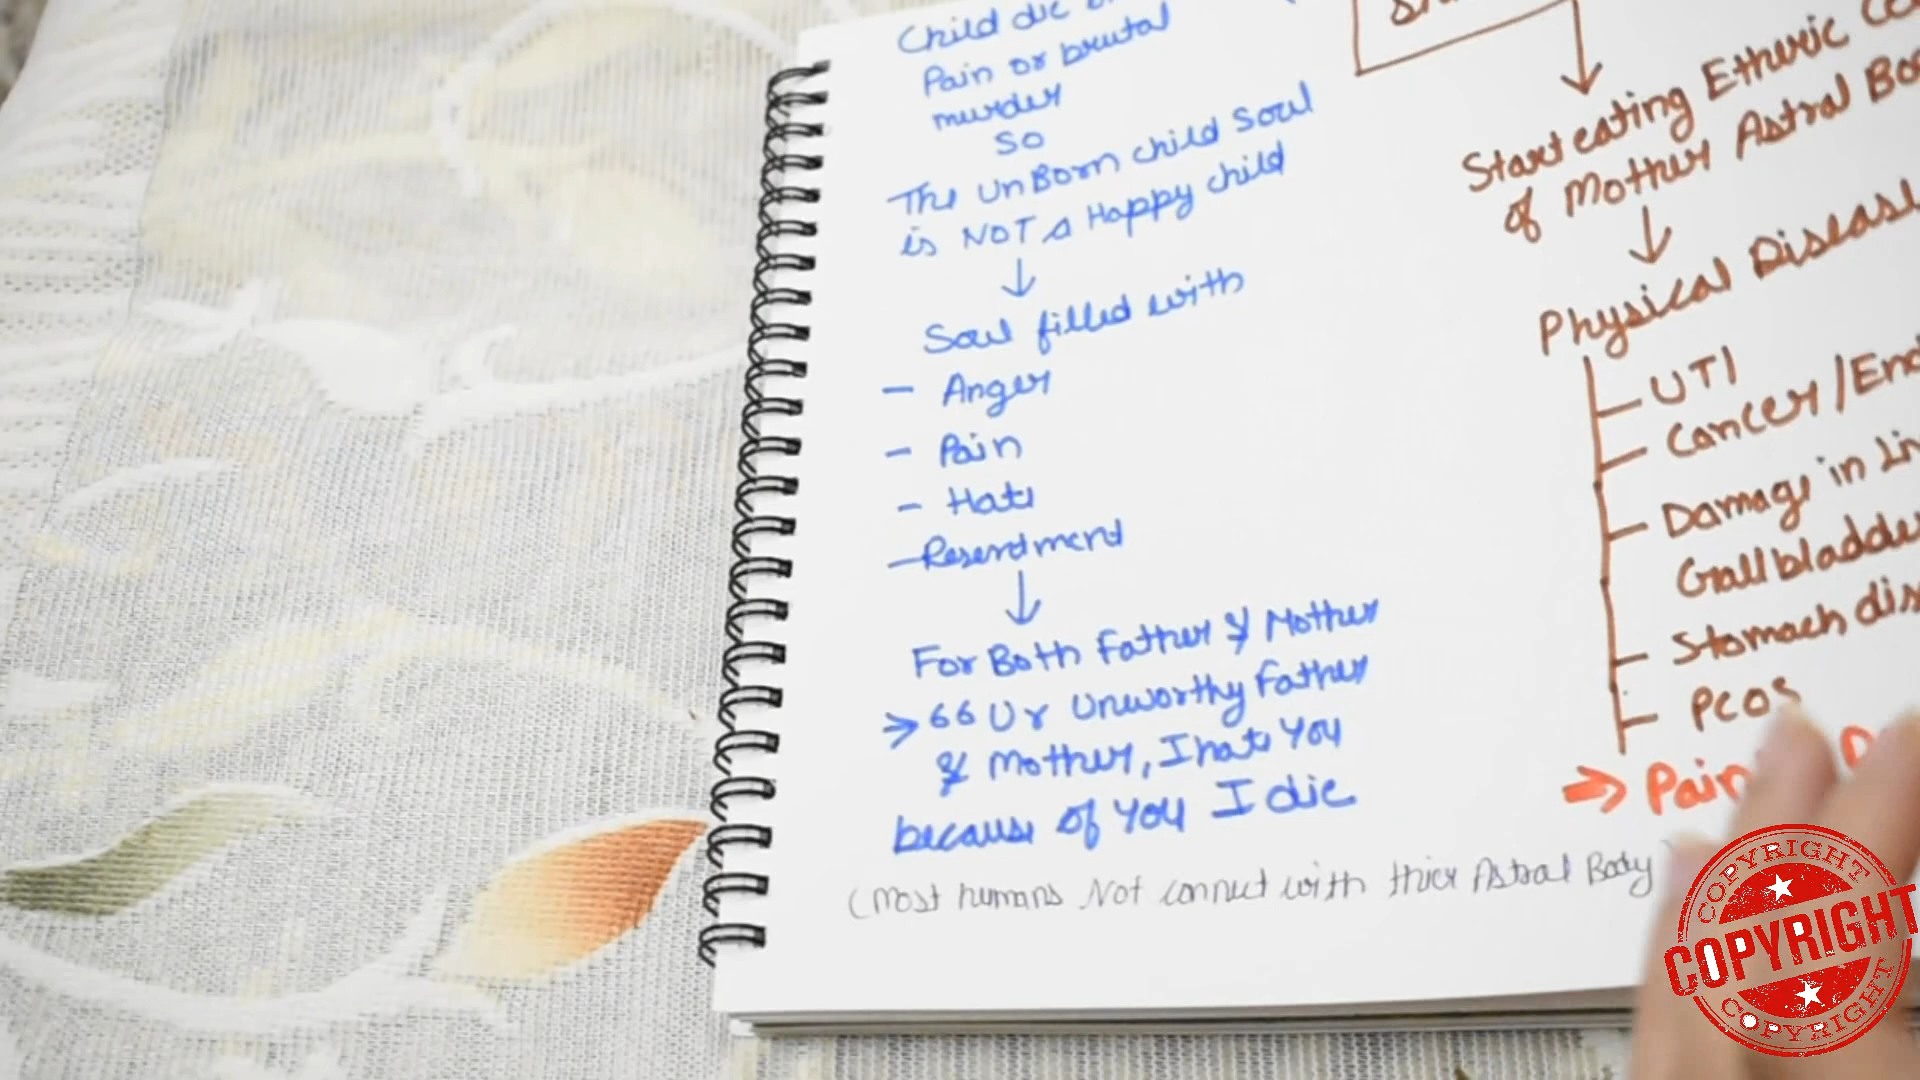 Child die
Pain or brutal
murder
So
The UnBorn child Soul
is NOT a Happy child
Soul filled with
- Anger
- Pain
- Hate
- Resentment
For Both Father & Mother
→ 66 Ur Unworthy Father
& Mother, I hate You
because of You I die
(Most humans Not connect with thier Astral Body)
Start eating Etheric
of Mother Astral
Physical Disease
UTI
Cancer /
Damage in
Gallbladder
Stomach
PCOS
⇒ Pain
COPYRIGHT
COPYRIGHT
COPYRIGHT